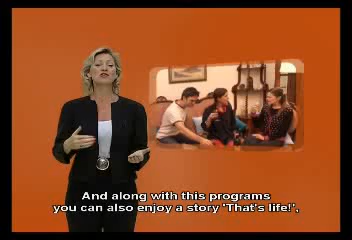 And along with this programs
you can also enjoy a story 'That's life!',